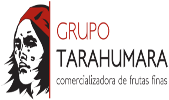 GRUPO
TARAHUMARA
comercializadora de frutas finas